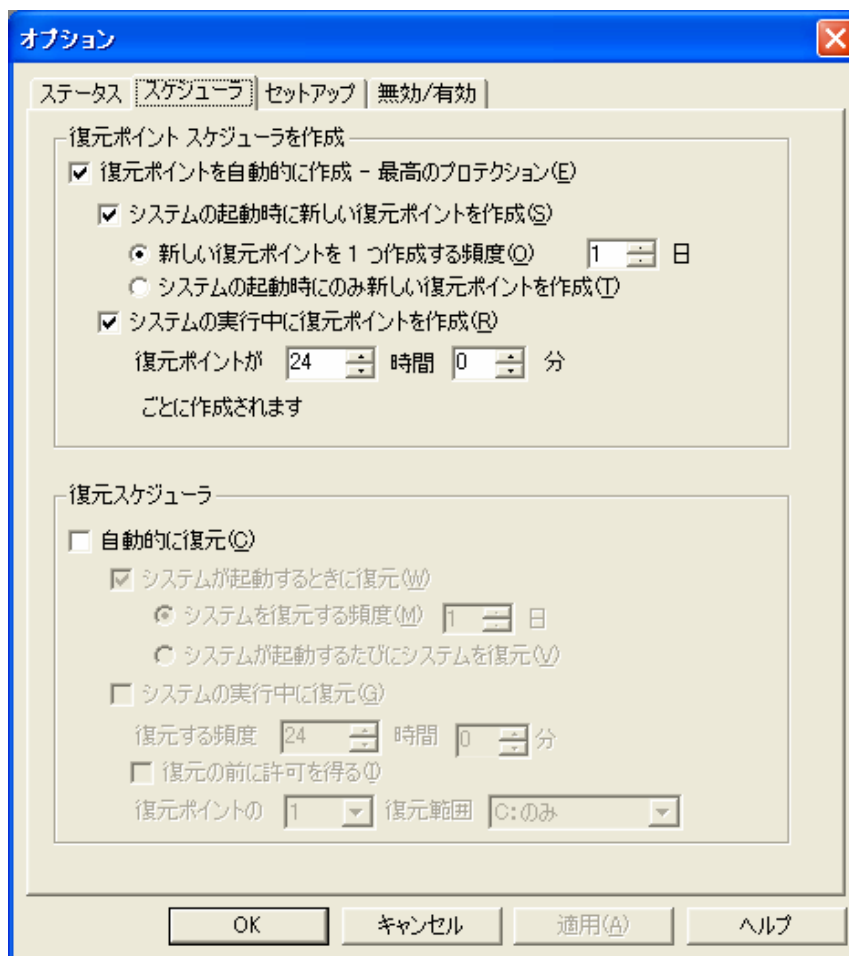 オプション
ステータス スケジューラ セットアップ 無効/有効
復元ポイント スケジューラを作成
復元ポイントを自動的に作成 - 最高のプロテクション(E)
システムの起動時に新しい復元ポイントを作成(S)
新しい復元ポイントを 1 つ作成する頻度(O) 1 日
システムの起動時にのみ新しい復元ポイントを作成(T)
システムの実行中に復元ポイントを作成(R)
復元ポイントが 24 時間 0 分
ごとに作成されます
復元スケジューラ
自動的に復元(C)
システムが起動するときに復元(W)
システムを復元する頻度(M) 1 日
システムが起動するたびにシステムを復元(V)
システムの実行中に復元(G)
復元する頻度 24 時間 0 分
復元の前に許可を得る(I)
復元ポイントの 1 復元範囲 C:のみ
OK キャンセル 適用(A) ヘルプ